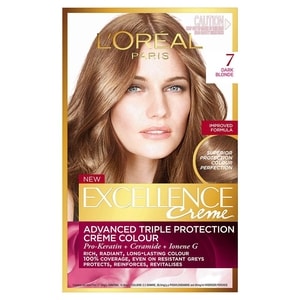 L'ORÉAL
PARIS
CAUTION
7
DARK
BLONDE
IMPROVED
FORMULA
SUPERIOR
PROTECTION
COLOUR
PERFECTION
NEW
EXCELLENCE
Crème
ADVANCED TRIPLE PROTECTION
CRÈME COLOUR
Pro-Keratin + Ceramide + Ionene G
RICH, RADIANT, LONG-LASTING COLOUR
100% COVERAGE, EVEN ON RESISTANT GREYS
PROTECTS, REINFORCES, REVITALISES